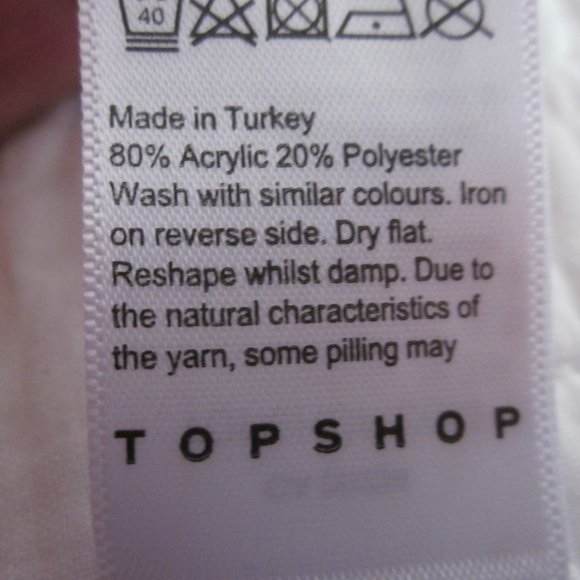 40
Made in Turkey
80% Acrylic 20% Polyester
Wash with similar colours. Iron
on reverse side. Dry flat.
Reshape whilst damp. Due to
the natural characteristics of
the yarn, some pilling may
TOPSHOP